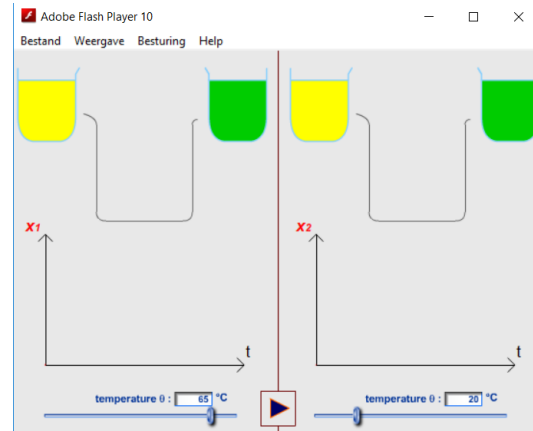 Adobe Flash Player 10
Bestand Weergave Besturing Help
x1
x2
t
t
temperature θ : 65 °C
temperature θ : 20 °C